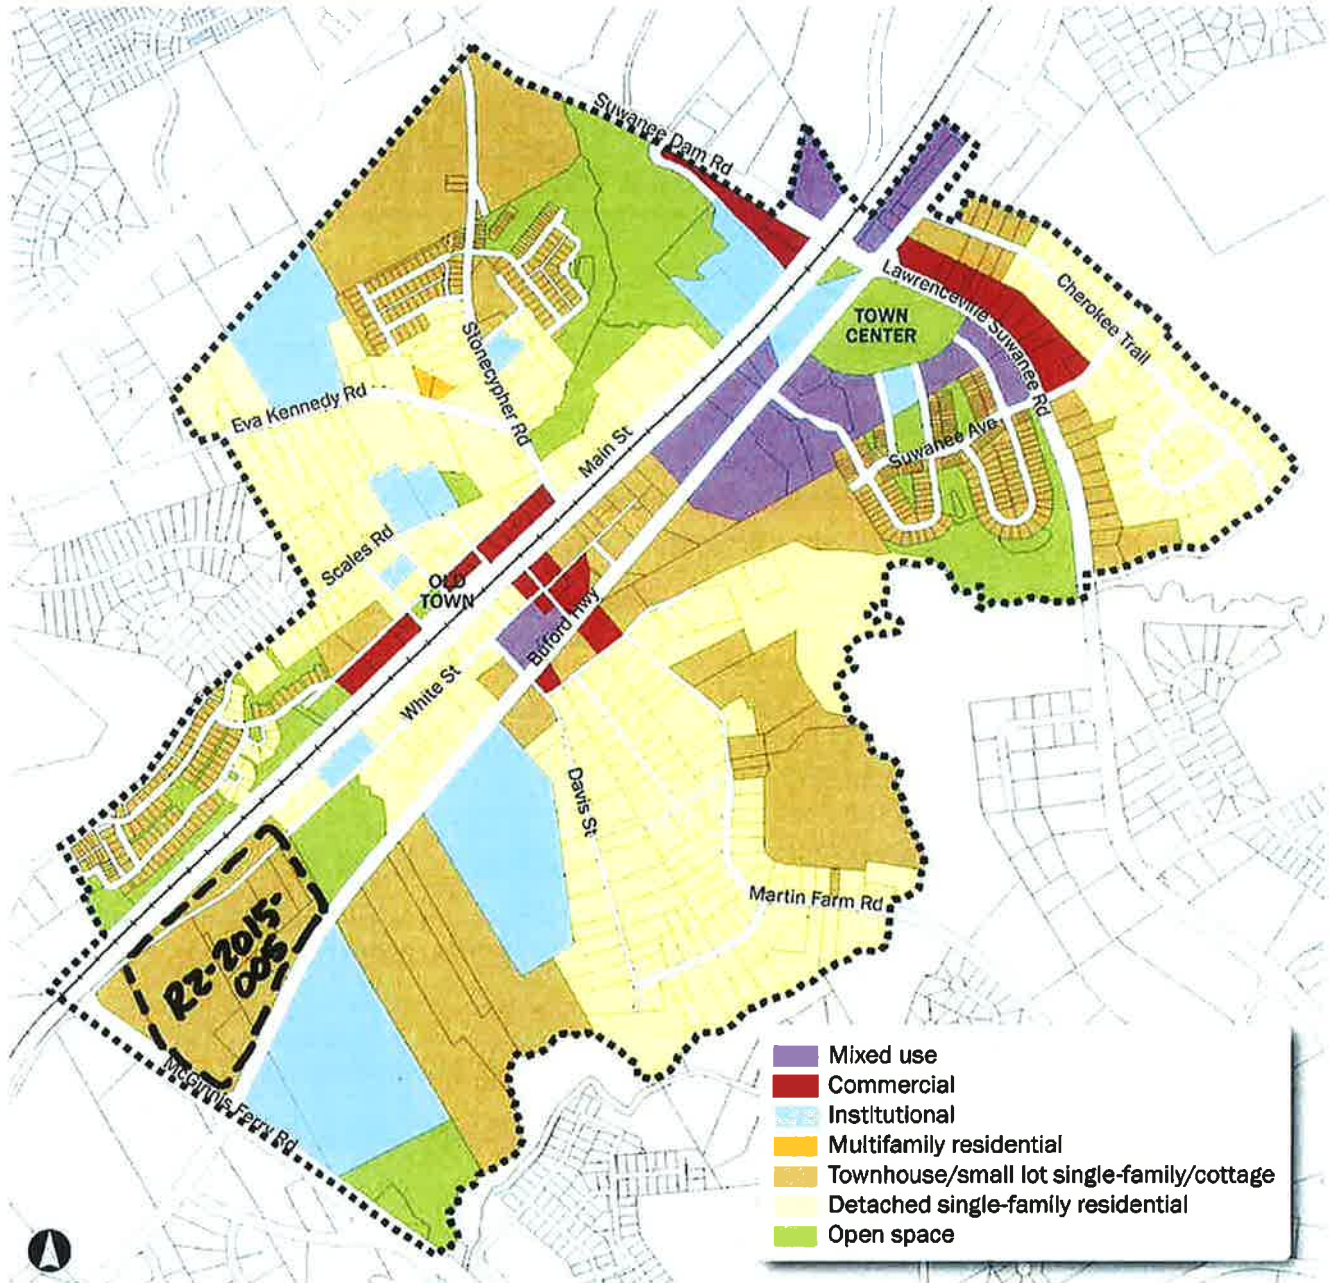 Suwanee Dam Rd
Lawrenceville Suwanee Rd
Cherokee Trail
TOWN
CENTER
Stonecypher Rd
Eva Kennedy Rd
Main St
Suwanee Ave
Scales Rd
OLD
TOWN
Buford Hwy
White St
Davis St
Martin Farm Rd
RZ-2015-
005
McGinnis Ferry Rd
Mixed use
Commercial
Institutional
Multifamily residential
Townhouse/small lot single-family/cottage
Detached single-family residential
Open space